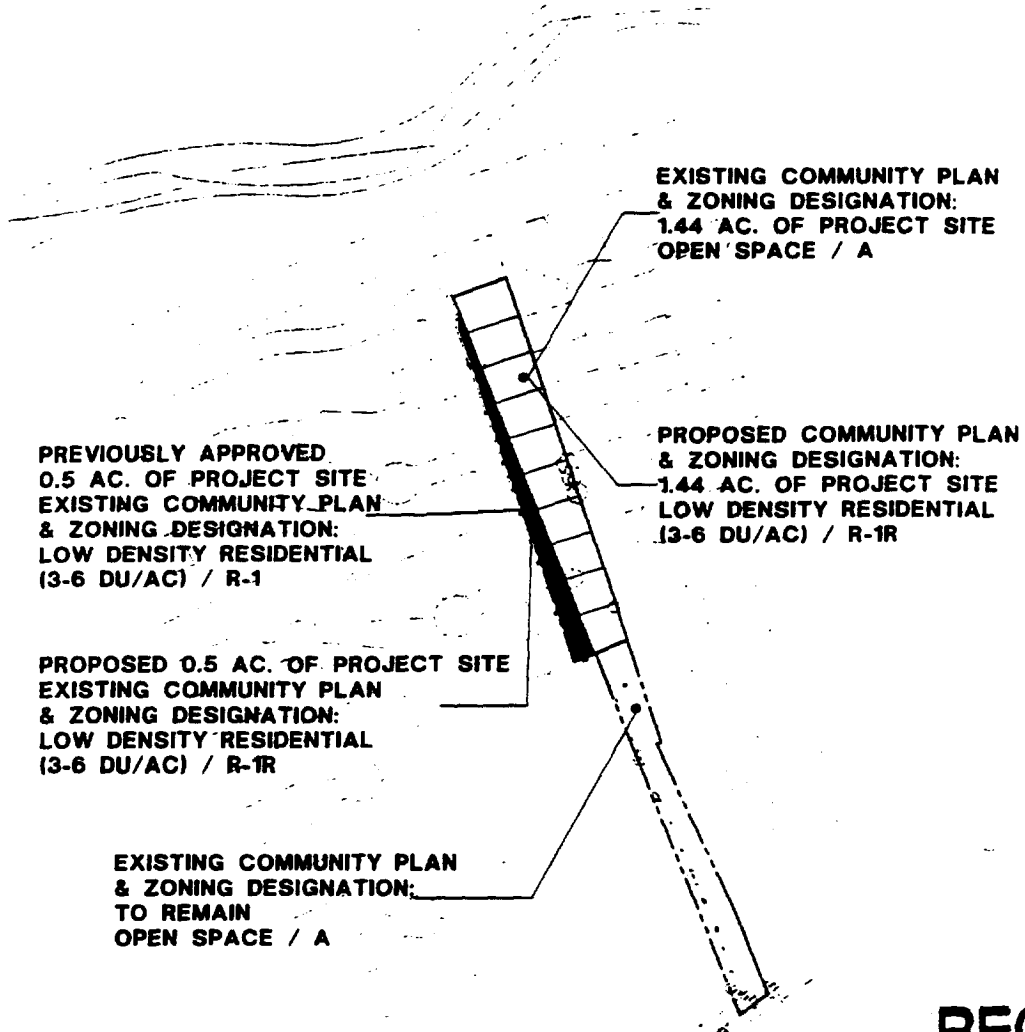 EXISTING COMMUNITY PLAN
& ZONING DESIGNATION:
1.44 AC. OF PROJECT SITE
OPEN SPACE / A
PREVIOUSLY APPROVED
0.5 AC. OF PROJECT SITE
EXISTING COMMUNITY PLAN
& ZONING DESIGNATION:
LOW DENSITY RESIDENTIAL
(3-6 DU/AC) / R-1
PROPOSED COMMUNITY PLAN
& ZONING DESIGNATION:
1.44 AC. OF PROJECT SITE
LOW DENSITY RESIDENTIAL
(3-6 DU/AC) / R-1R
PROPOSED 0.5 AC. OF PROJECT SITE
EXISTING COMMUNITY PLAN
& ZONING DESIGNATION:
LOW DENSITY RESIDENTIAL
(3-6 DU/AC) / R-1R
EXISTING COMMUNITY PLAN
& ZONING DESIGNATION:
TO REMAIN
OPEN SPACE / A